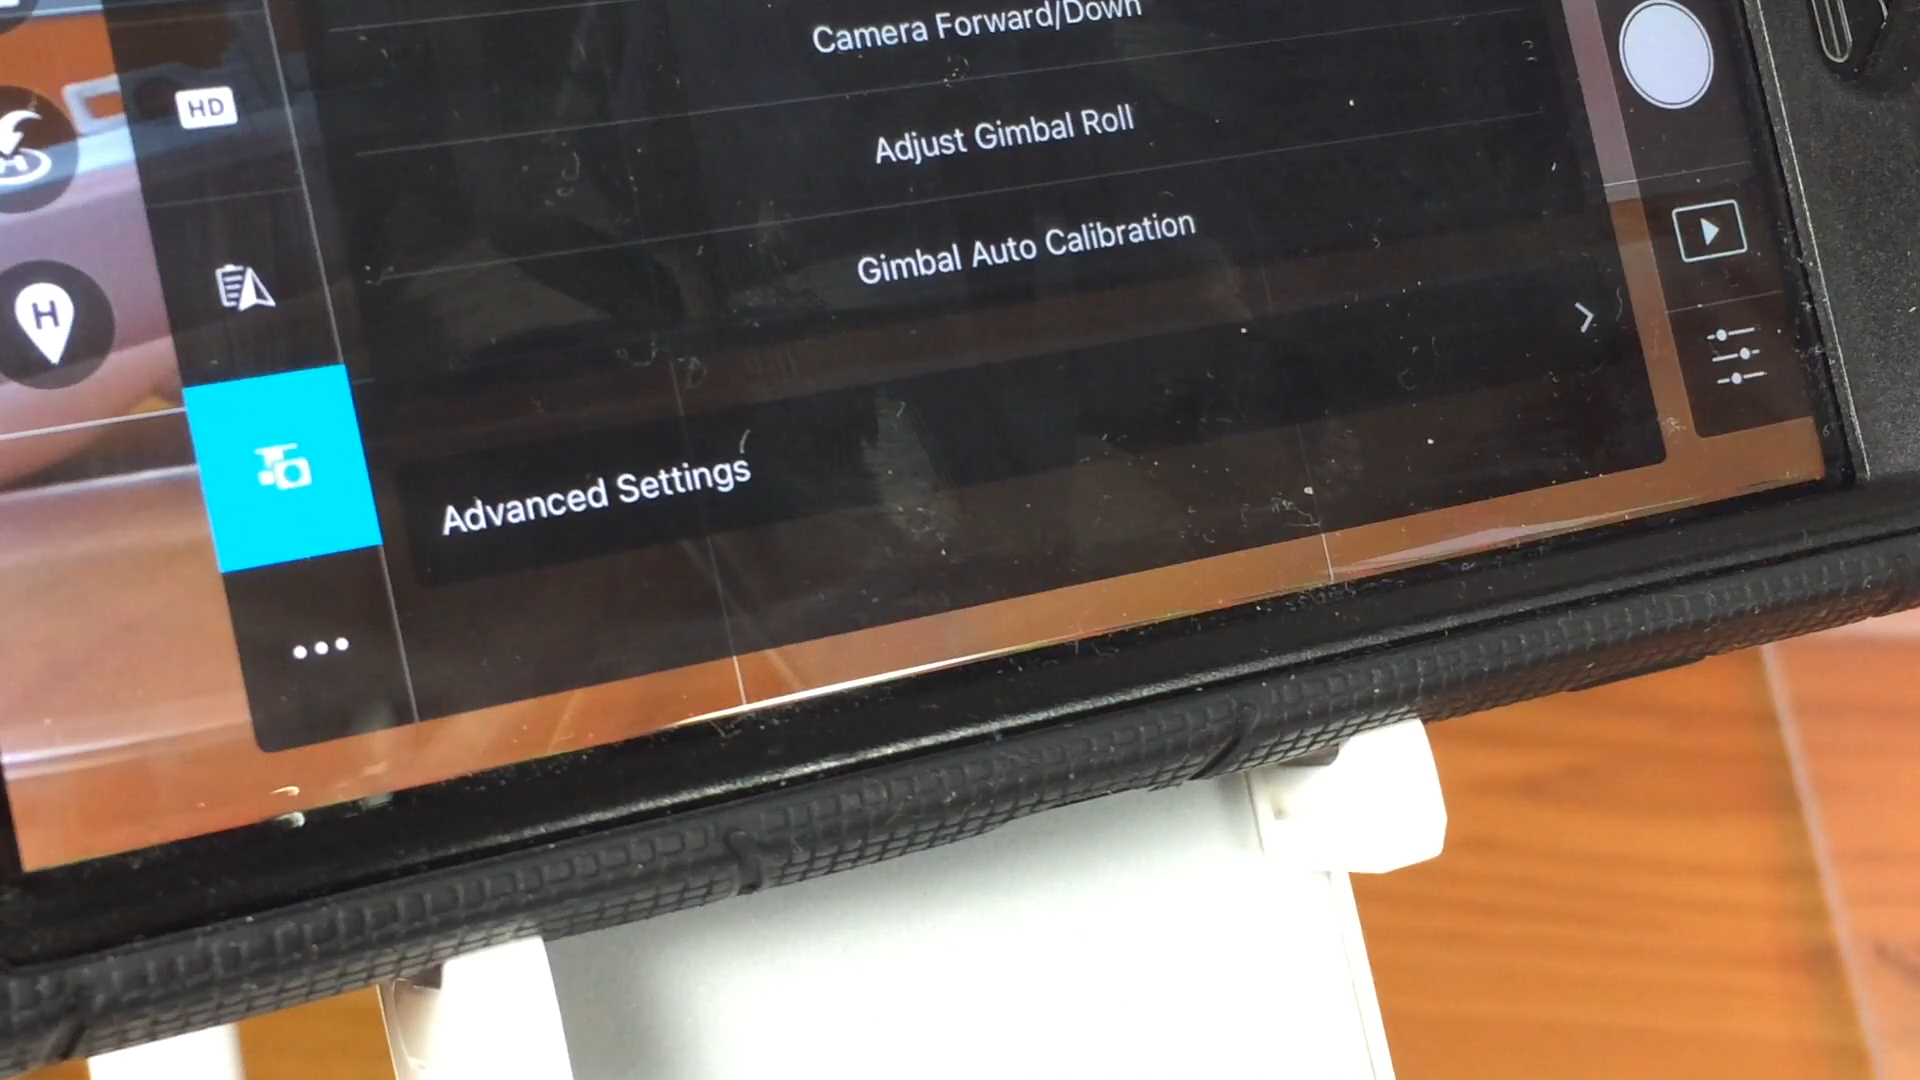 Camera Forward/Down
HD
Adjust Gimbal Roll
Gimbal Auto Calibration
H
H
Advanced Settings